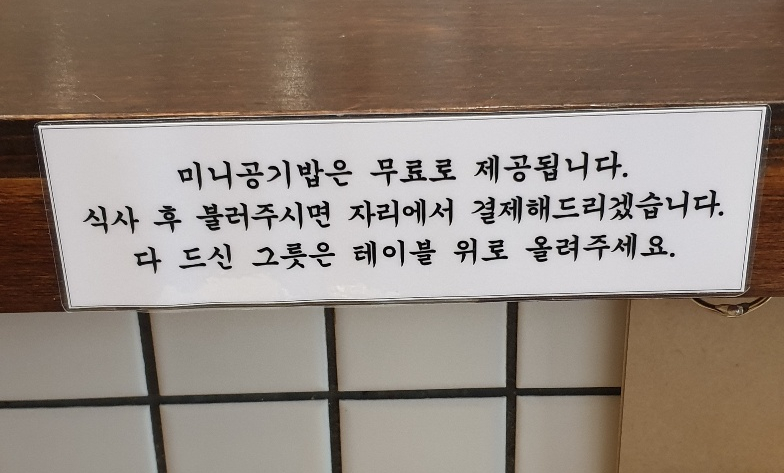 미니공기밥은 무료로 제공됩니다.
식사 후 불러주시면 자리에서 결제해드리겠습니다.
다 드신 그릇은 테이블 위로 올려주세요.